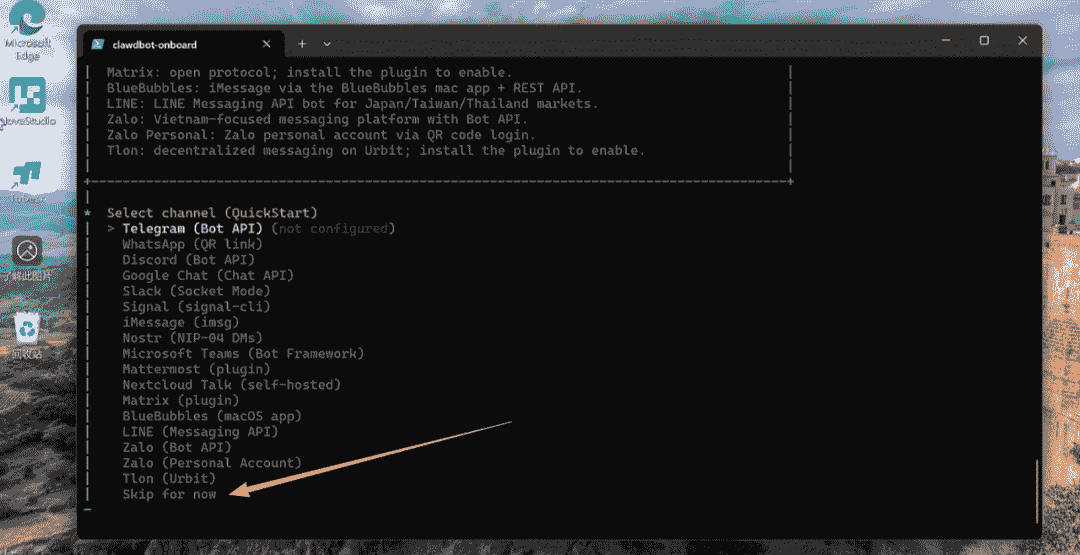 Microsoft
Edge
clawdbot-onboard
Matrix: open protocol; install the plugin to enable.
BlueBubbles: iMessage via the BlueBubbles mac app + REST API.
LINE: LINE Messaging API bot for Japan/Taiwan/Thailand markets.
Zalo: Vietnam-focused messaging platform with Bot API.
Zalo Personal: Zalo personal account via QR code login.
Tlon: decentralized messaging on Urbit; install the plugin to enable.
Select channel (QuickStart)
> Telegram (Bot API) (not configured)
WhatsApp (QR link)
Discord (Bot API)
Google Chat (Chat API)
Slack (Socket Mode)
Signal (signal-cli)
iMessage (imsg)
Nostr (NIP-04 DMs)
Microsoft Teams (Bot Framework)
Mattermost (plugin)
Nextcloud Talk (self-hosted)
Matrix (plugin)
BlueBubbles (macOS app)
LINE (Messaging API)
Zalo (Bot API)
Zalo (Personal Account)
Tlon (Urbit)
Skip for now
了解此图片
回收站